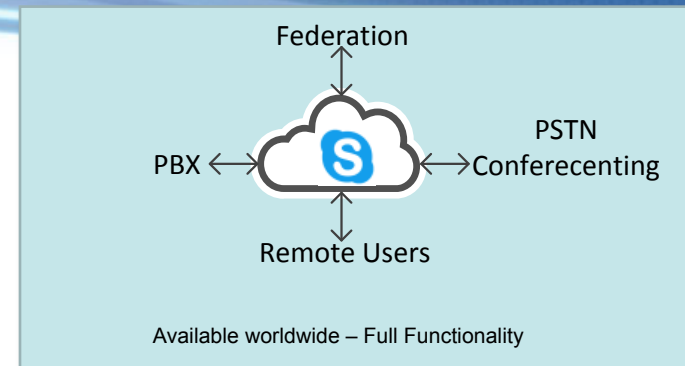 Federation
PBX
S
PSTN
Conferecenting
Remote Users
Available worldwide – Full Functionality